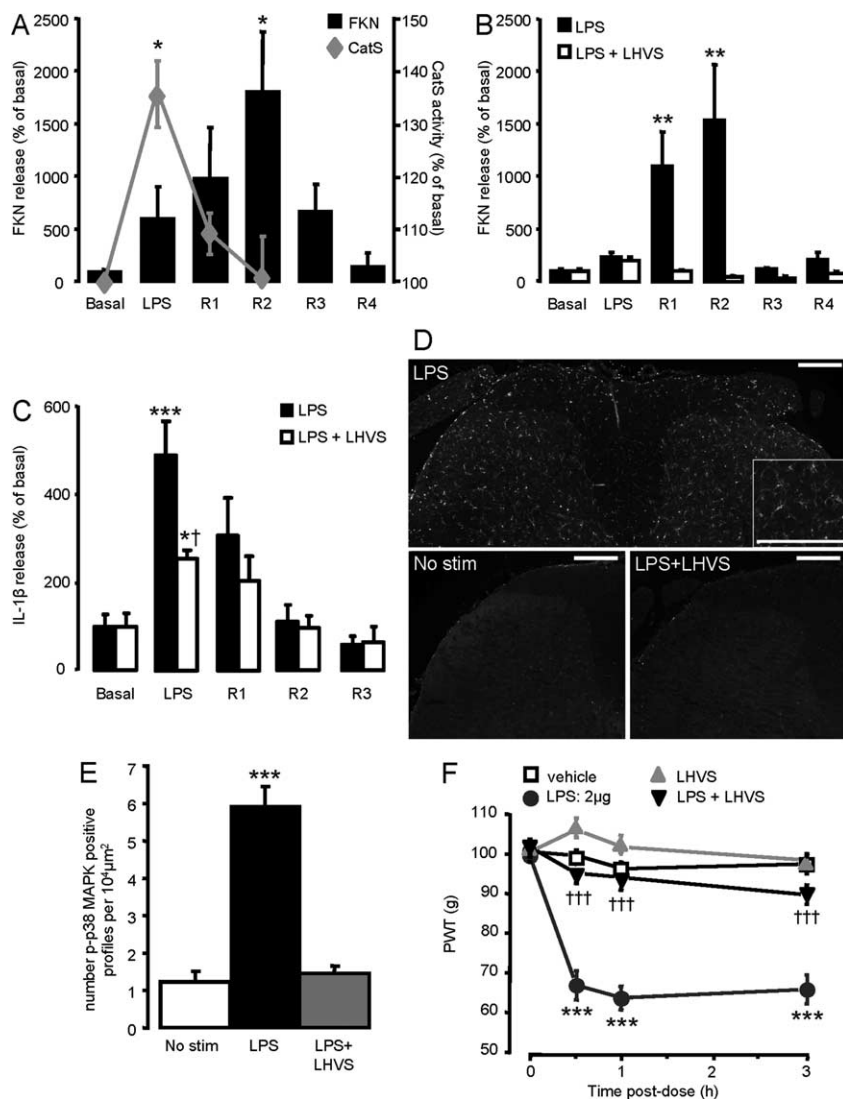 A
FKN
CatS
FKN release (% of basal)
2500
2000
1500
1000
500
0
*
*
150
140
130
120
110
100
CatS activity (% of basal)
Basal LPS R1 R2 R3 R4
B
LPS
LPS + LHVS
FKN release (% of basal)
2500
2000
1500
1000
500
0
**
**
Basal LPS R1 R2 R3 R4
C
LPS
LPS + LHVS
IL-1β release (% of basal)
600
400
200
0
***
*†
Basal LPS R1 R2 R3
D
LPS
No stim
LPS+LHVS
E
number p-p38 MAPK positive
profiles per 10⁴μm²
7
6
5
4
3
2
1
0
***
No stim LPS LPS+
LHVS
F
vehicle
LHVS
LPS: 2μg
LPS + LHVS
PWT (g)
110
100
90
80
70
60
50
††† ††† †††
*** *** ***
0 1 2 3
Time post-dose (h)